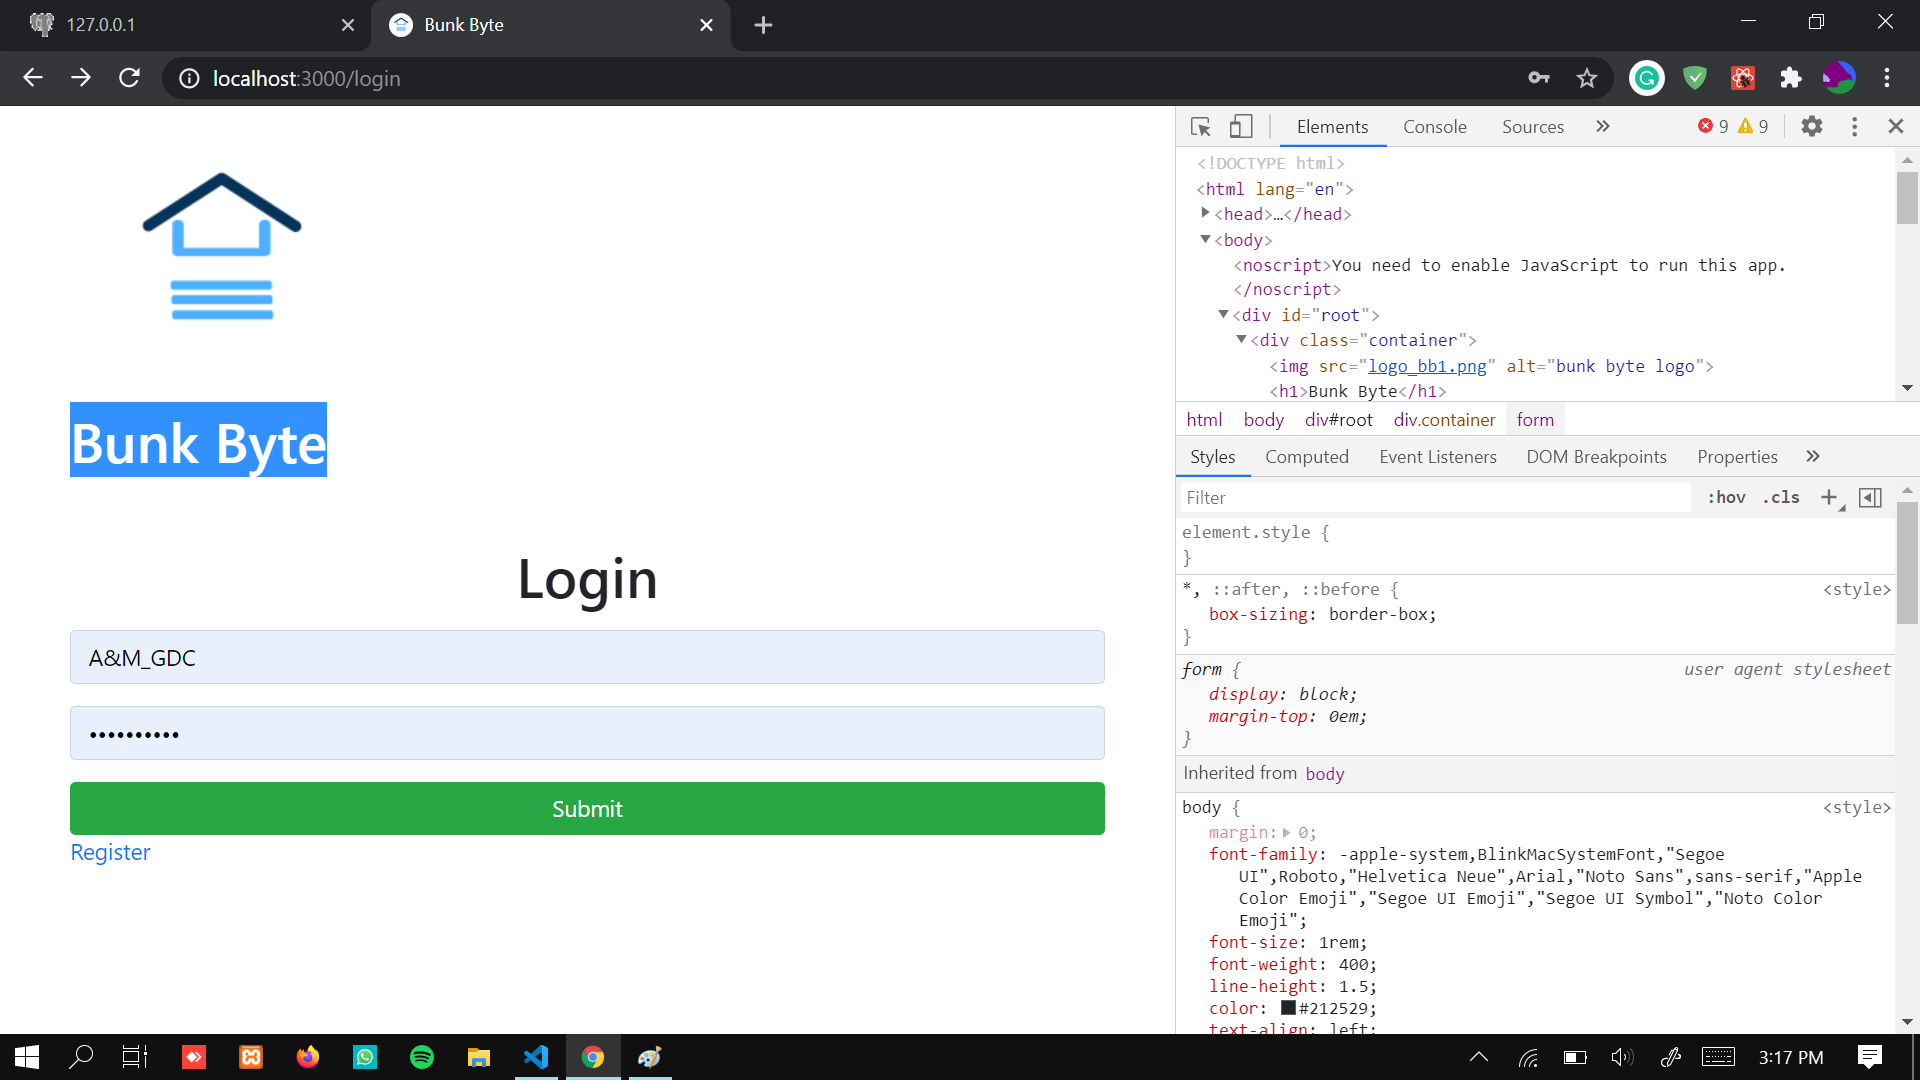 127.0.0.1
Bunk Byte
localhost:3000/login
Bunk Byte
Login
A&M_GDC
••••••••••
Submit
Register
Elements Console Sources 9 9
<!DOCTYPE html>
<html lang="en">
<head>…</head>
<body>
<noscript>You need to enable JavaScript to run this app.
</noscript>
<div id="root">
<div class="container">
<img src="logo_bb1.png" alt="bunk byte logo">
<h1>Bunk Byte</h1>
html body div#root div.container form
Styles Computed Event Listeners DOM Breakpoints Properties
Filter :hov .cls
element.style {
}
*, ::after, ::before { <style>
box-sizing: border-box;
}
form { user agent stylesheet
display: block;
margin-top: 0em;
}
Inherited from body
body { <style>
margin: 0;
font-family: -apple-system,BlinkMacSystemFont,"Segoe
UI",Roboto,"Helvetica Neue",Arial,"Noto Sans",sans-serif,"Apple
Color Emoji","Segoe UI Emoji","Segoe UI Symbol","Noto Color
Emoji";
font-size: 1rem;
font-weight: 400;
line-height: 1.5;
color: #212529;
text-align: left;
3:17 PM